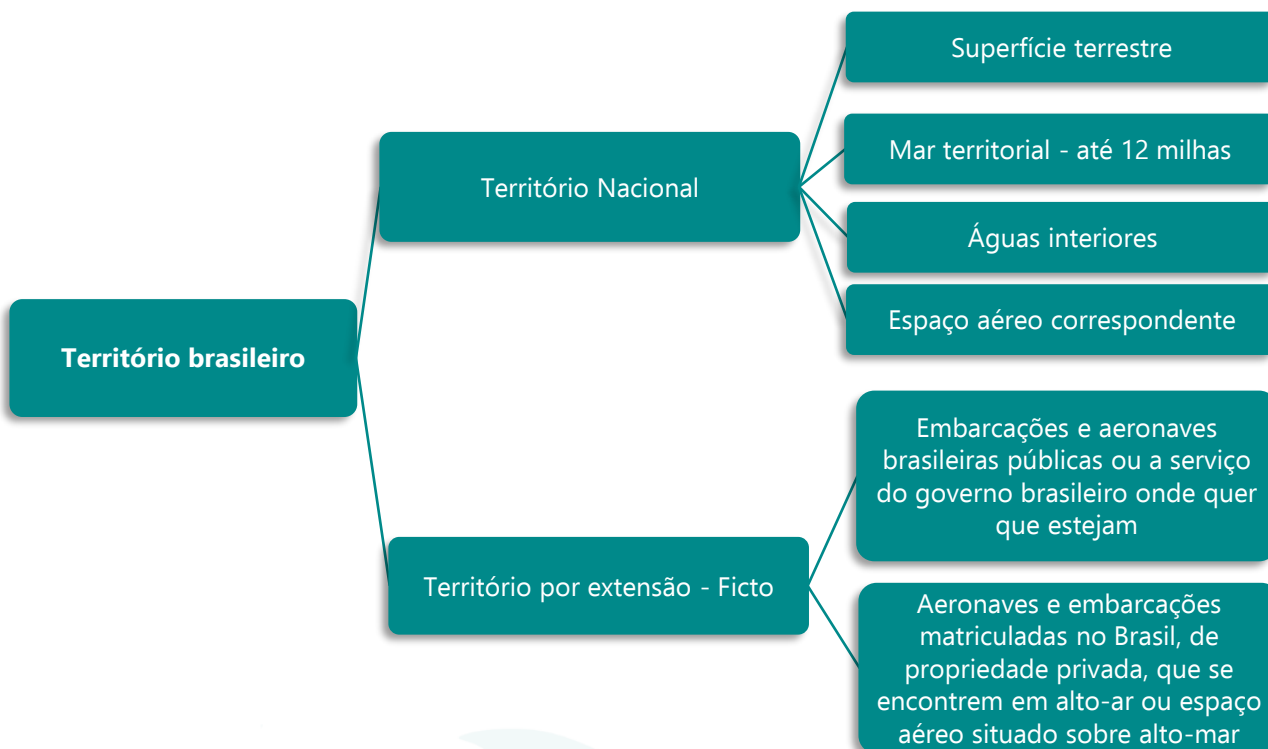 Território brasileiro
Território Nacional
Superfície terrestre
Mar territorial - até 12 milhas
Águas interiores
Espaço aéreo correspondente
Território por extensão - Ficto
Embarcações e aeronaves
brasileiras públicas ou a serviço
do governo brasileiro onde quer
que estejam
Aeronaves e embarcações
matriculadas no Brasil, de
propriedade privada, que se
encontrem em alto-ar ou espaço
aéreo situado sobre alto-mar